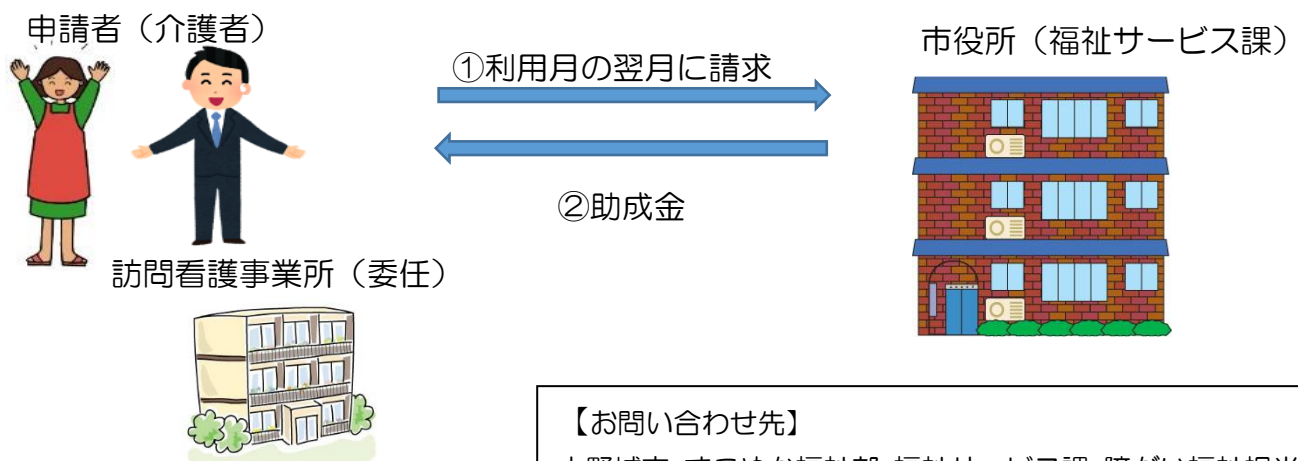 申請者（介護者）
市役所（福祉サービス課）
①利用月の翌月に請求
②助成金
訪問看護事業所（委任）
【お問い合わせ先】